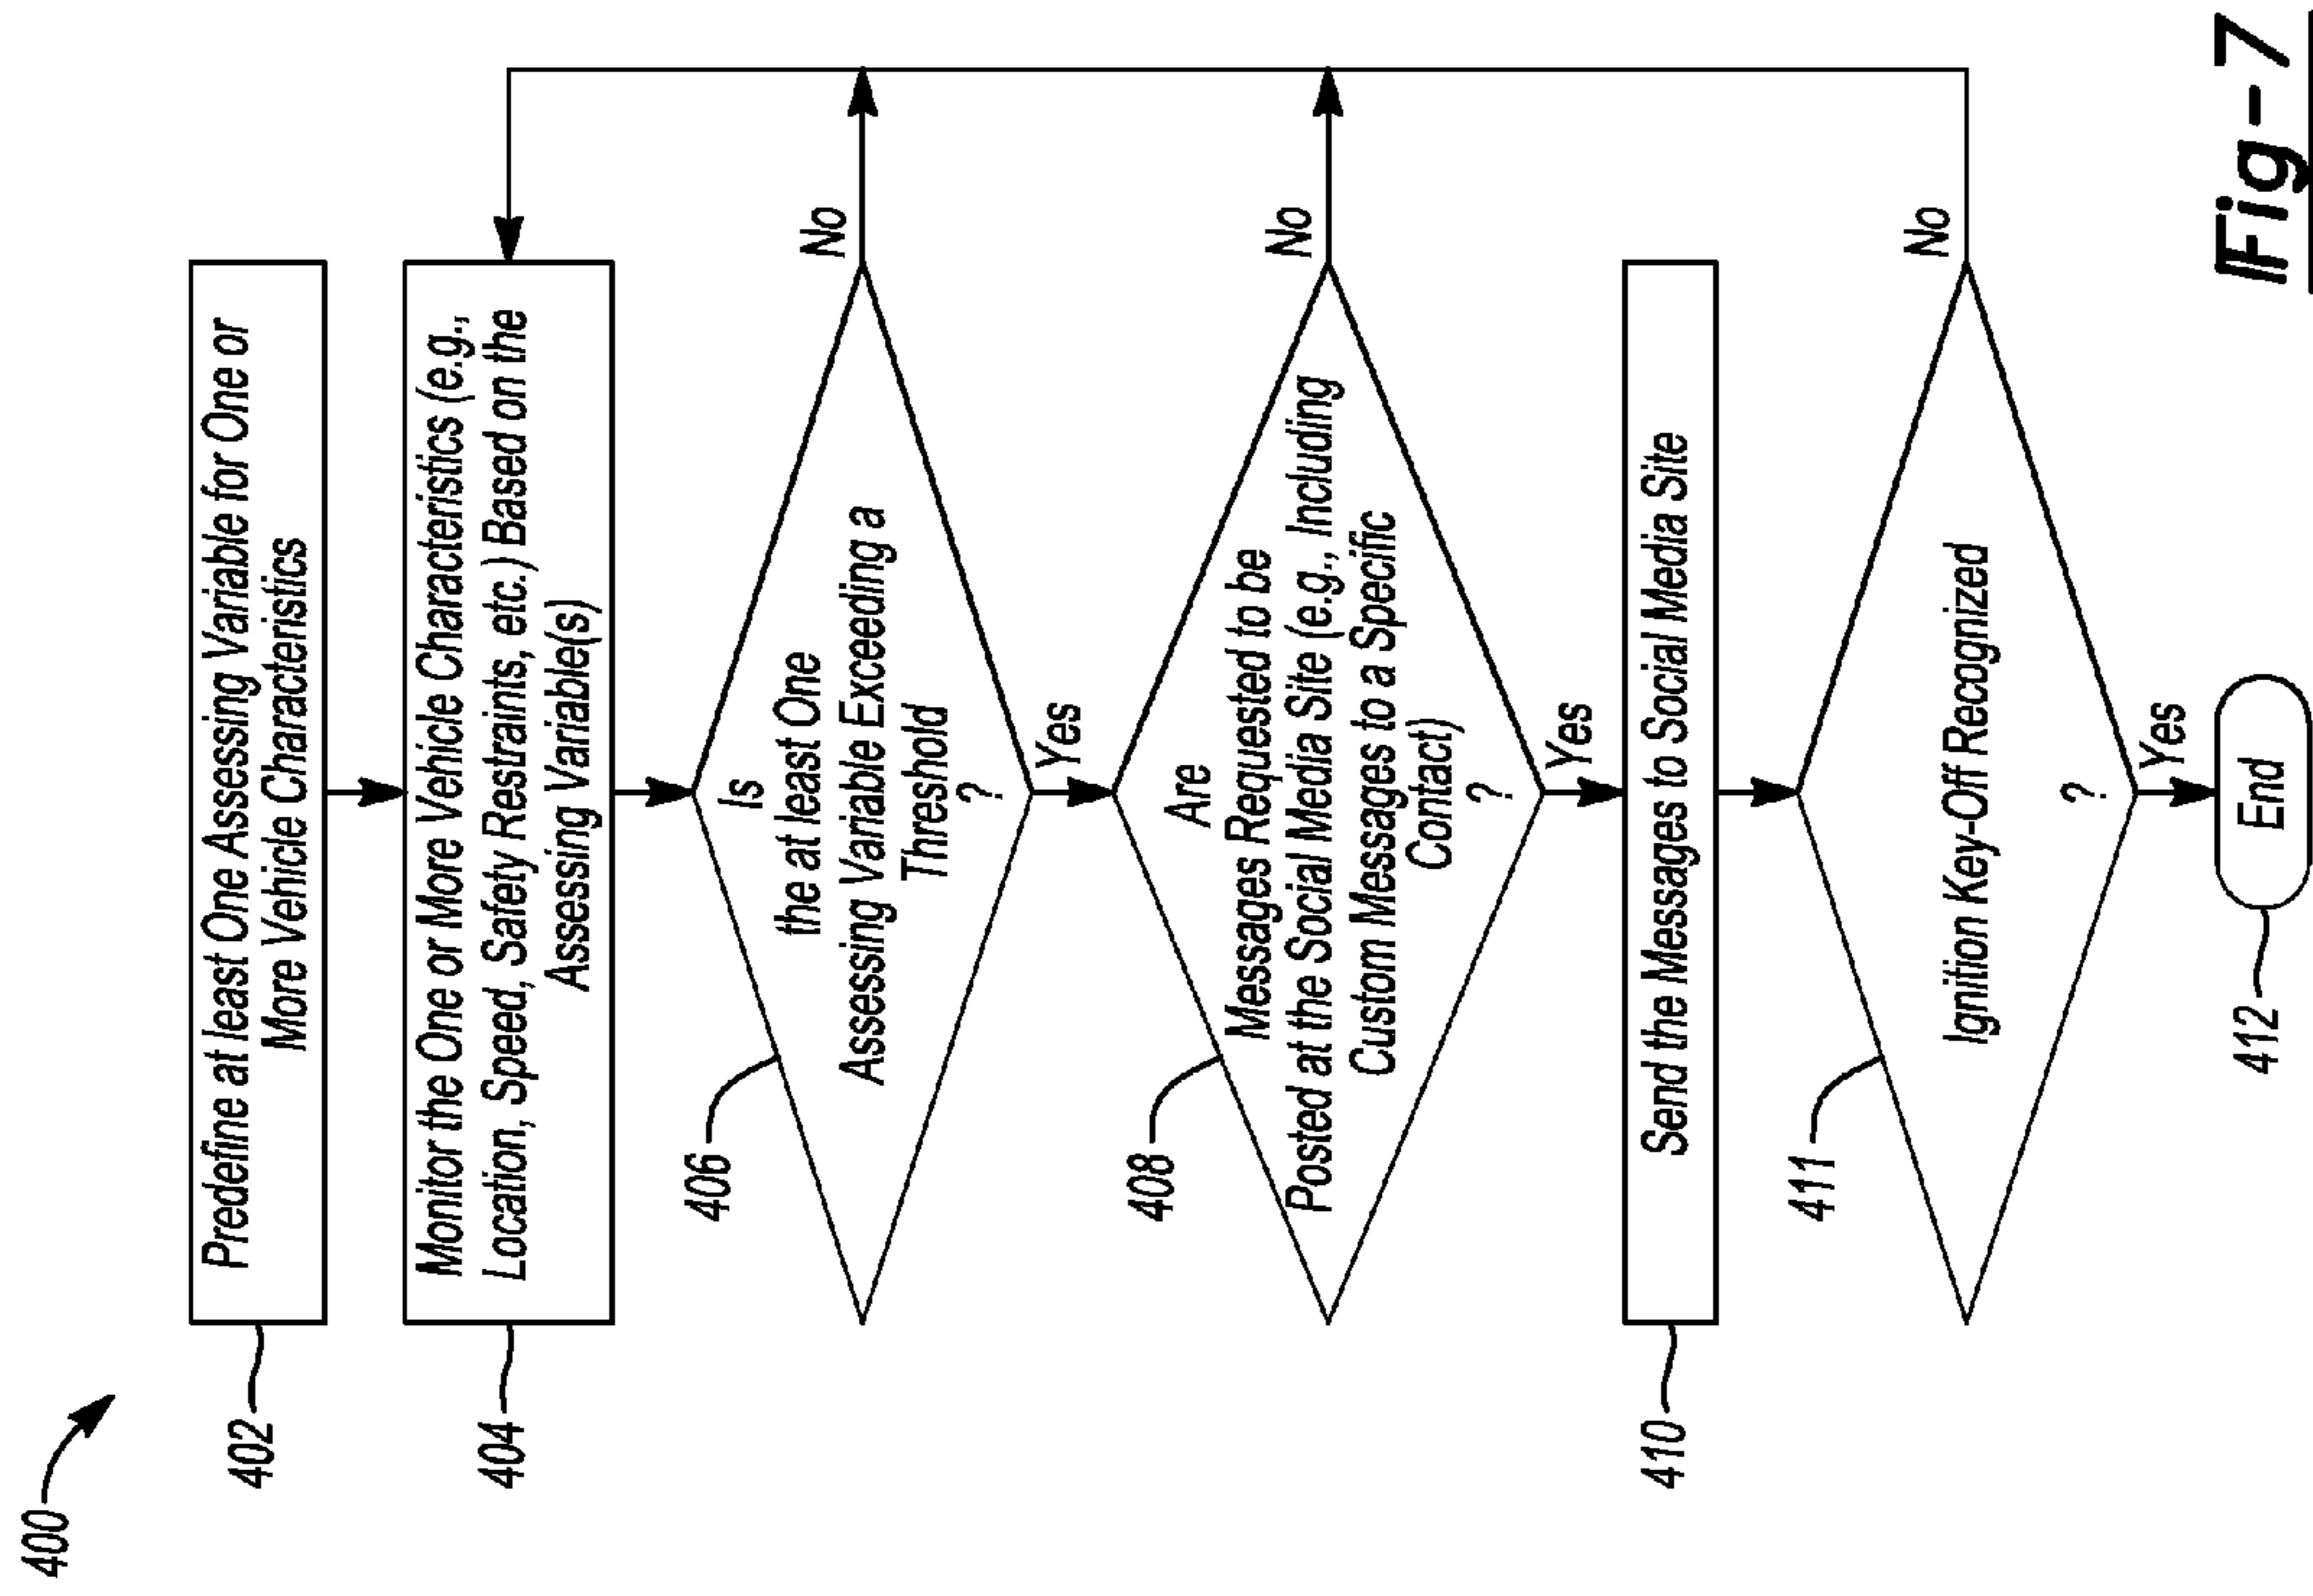 400
402
Predefine at least One Assessing Variable for One or
More Vehicle Characteristics
404
Monitor the One or More Vehicle Characteristics (e.g.,
Location, Speed, Safety Restraints, etc.) Based on the
Assessing Variable(s)
406
Is
the at least One
Assessing Variable Exceeding a
Threshold
?
No
Yes
408
Are
Messages Requested to be
Posted at the Social Media Site (e.g., Including
Custom Messages to a Specific
Contact)
?
No
Yes
410
Send the Messages to Social Media Site
411
Ignition Key-Off Recognized
?
No
Yes
412
End
Fig-7